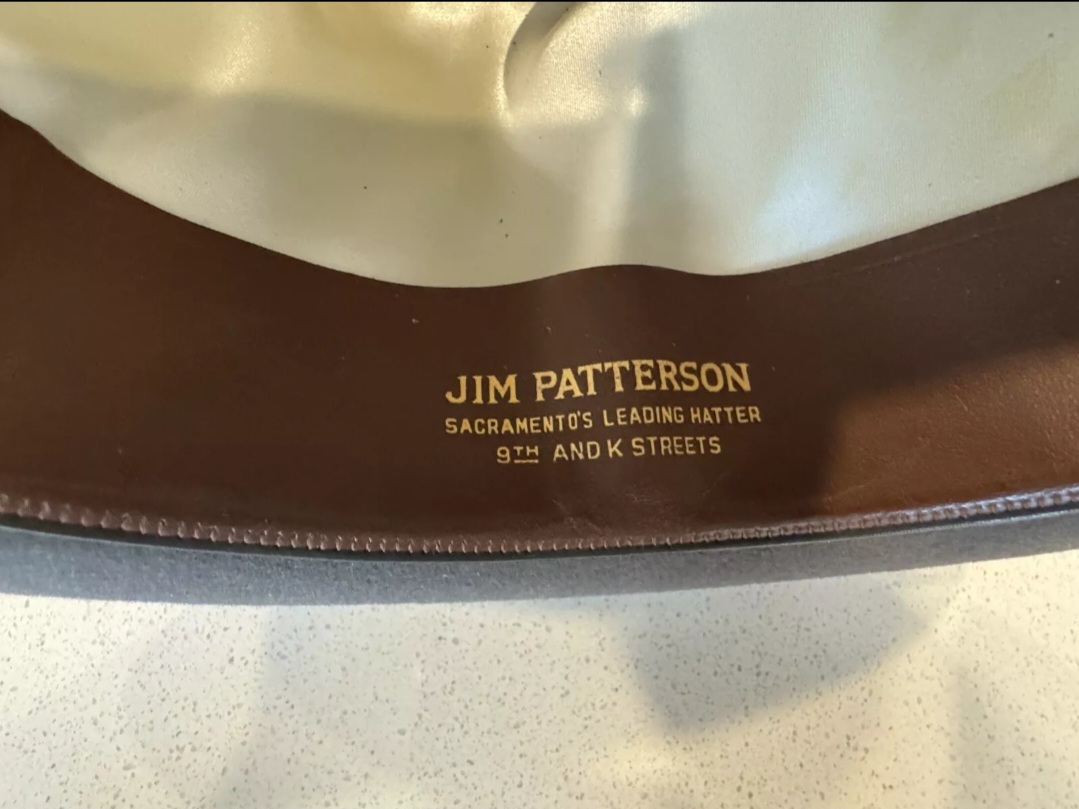 JIM PATTERSON
SACRAMENTO'S LEADING HATTER
9TH AND K STREETS